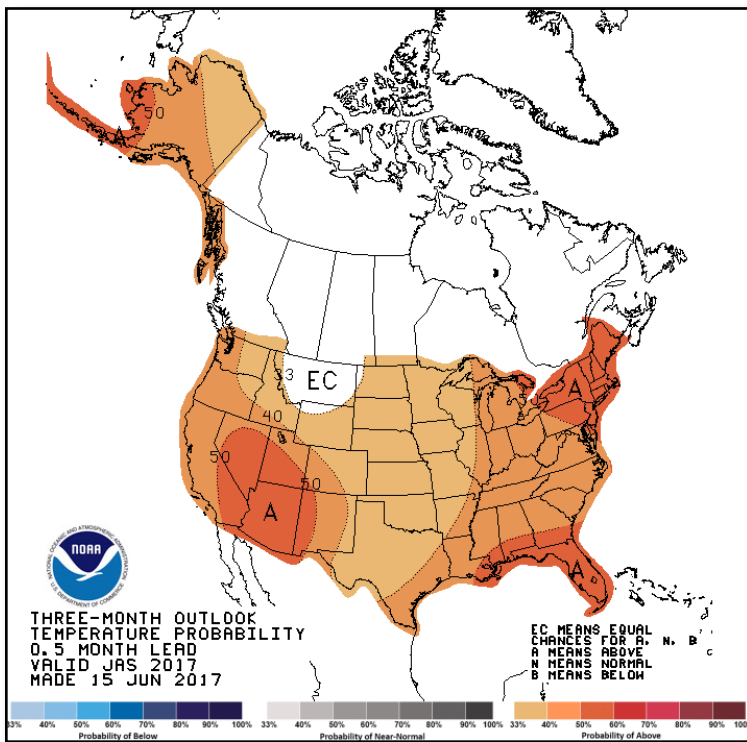 A
50
33
EC
40
50
50
A
A
A
NATIONAL OCEANIC AND ATMOSPHERIC ADMINISTRATION
NOAA
U.S. DEPARTMENT OF COMMERCE
THREE-MONTH OUTLOOK
TEMPERATURE PROBABILITY
0.5 MONTH LEAD
VALID JAS 2017
MADE 15 JUN 2017
EC MEANS EQUAL
CHANCES FOR A, N, B
A MEANS ABOVE
N MEANS NORMAL
B MEANS BELOW
33% 40% 50% 60% 70% 80% 90% 100%
Probability of Below
33% 40% 50% 60% 70% 80% 90% 100%
Probability of Near-Normal
33% 40% 50% 60% 70% 80% 90% 100%
Probability of Above